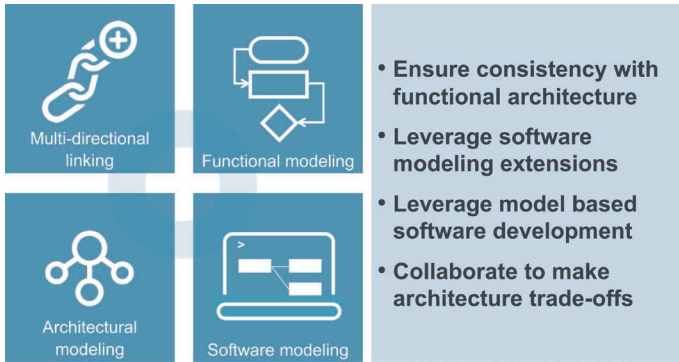 Multi-directional
linking
Functional modeling
Architectural
modeling
>
Software modeling
• Ensure consistency with
functional architecture
• Leverage software
modeling extensions
• Leverage model based
software development
• Collaborate to make
architecture trade-offs